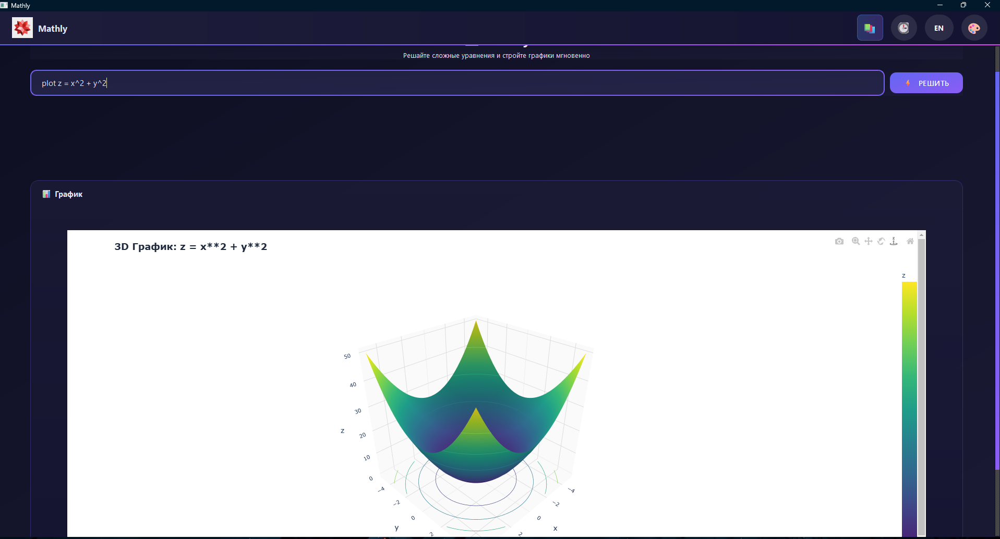 Mathly
Mathly
EN
Решайте сложные уравнения и стройте графики мгновенно
plot z = x^2 + y^2
РЕШИТЬ
График
3D График: z = x**2 + y**2
z
z
50
40
30
20
10
0
−4
−2
0
2
y
−4
−2
0
2
x
z